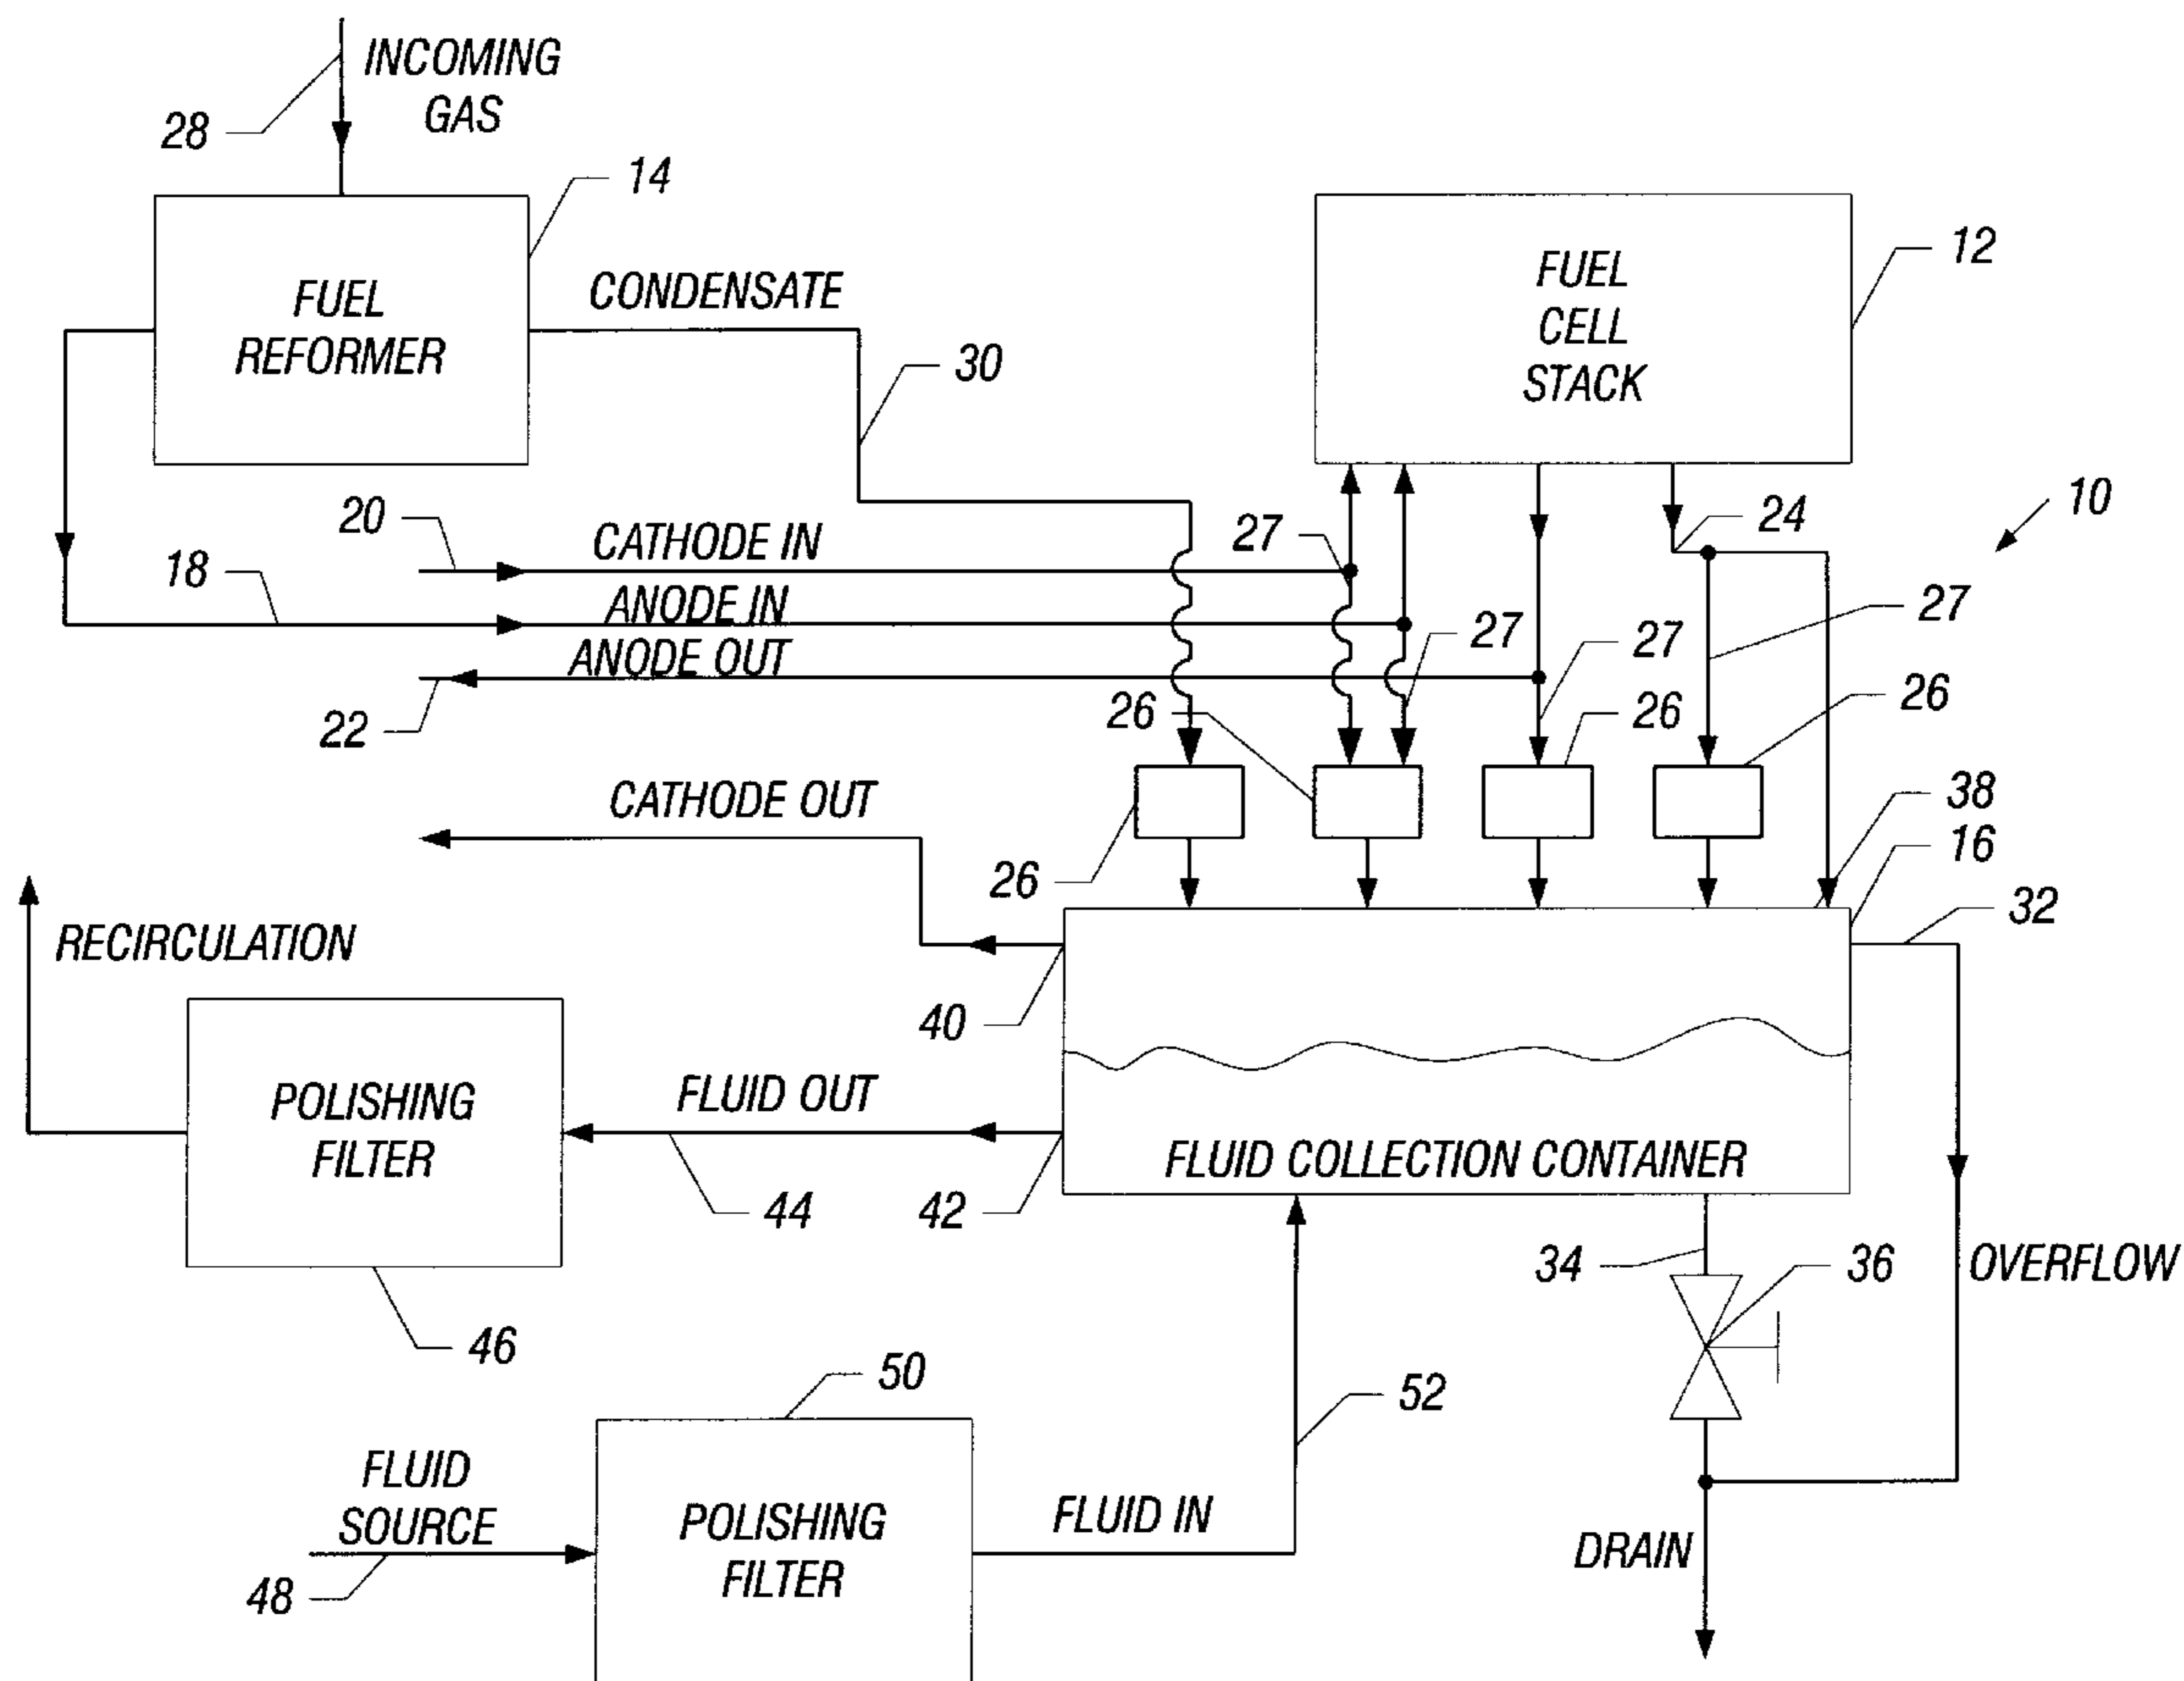 INCOMING
GAS
28
14
FUEL
REFORMER
CONDENSATE
30
FUEL
CELL
STACK
12
10
20
CATHODE IN
27
24
18
ANODE IN
27
27
27
ANODE OUT
22
26
26
26
CATHODE OUT
38
16
26
32
RECIRCULATION
40
POLISHING
FILTER
FLUID OUT
FLUID COLLECTION CONTAINER
44
42
34
36
OVERFLOW
46
50
52
FLUID
SOURCE
48
POLISHING
FILTER
FLUID IN
DRAIN